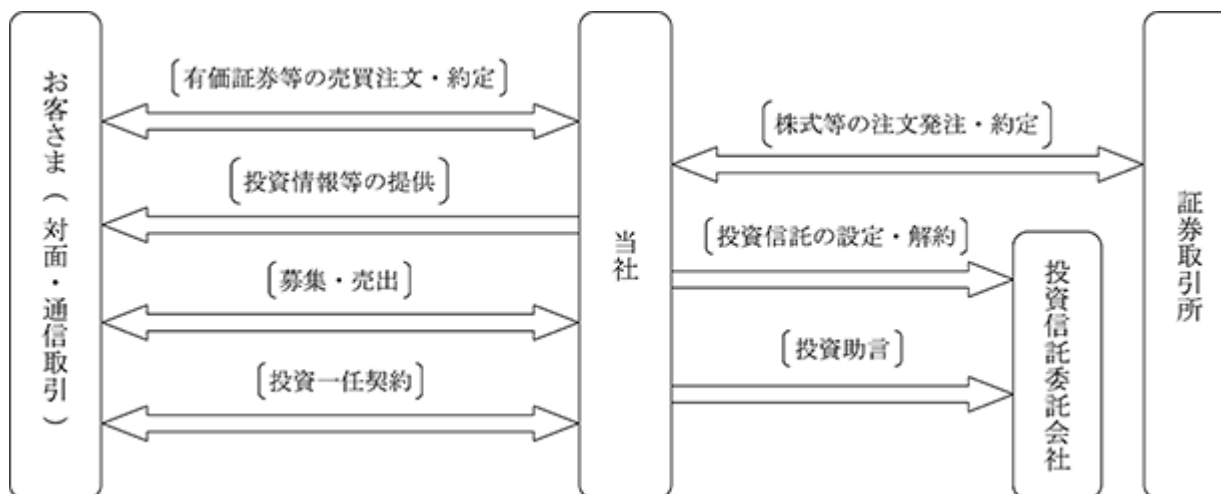 お客さま（対面・通信取引）
〔有価証券等の売買注文・約定〕
〔投資情報等の提供〕
〔募集・売出〕
〔投資一任契約〕
当社
〔株式等の注文発注・約定〕
〔投資信託の設定・解約〕
〔投資助言〕
投資信託委託会社
証券取引所